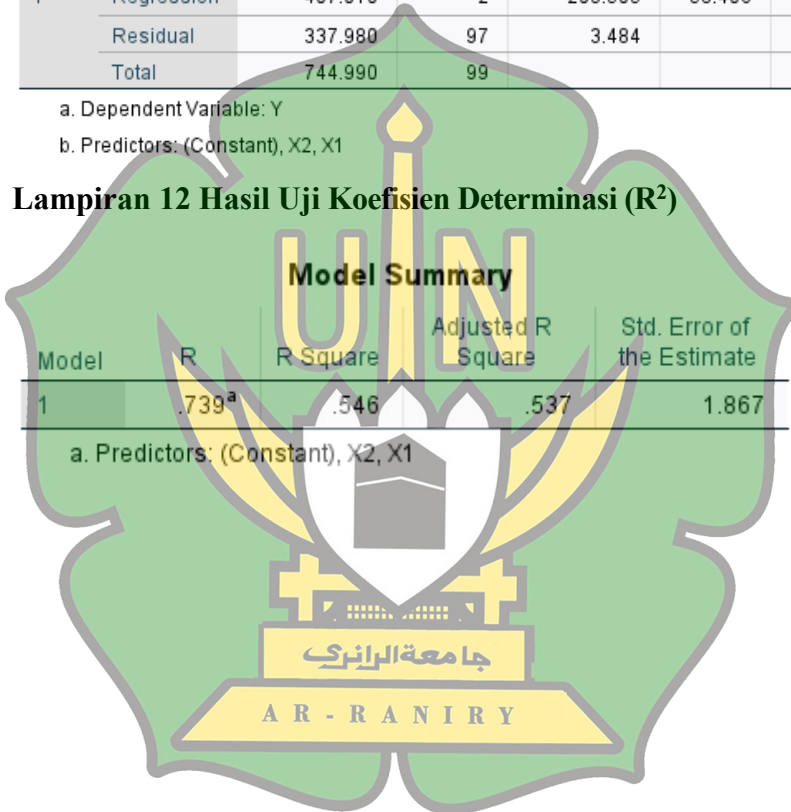 Residual 337.980 97 3.484
Total 744.990 99
a. Dependent Variable: Y
b. Predictors: (Constant), X2, X1
Lampiran 12 Hasil Uji Koefisien Determinasi (R²)
UIN
Model Summary
Model R R Square Adjusted R Square Std. Error of the Estimate
1 .739ᵃ .546 .537 1.867
a. Predictors: (Constant), X2, X1
جامعة الرانري
AR-RANIRY